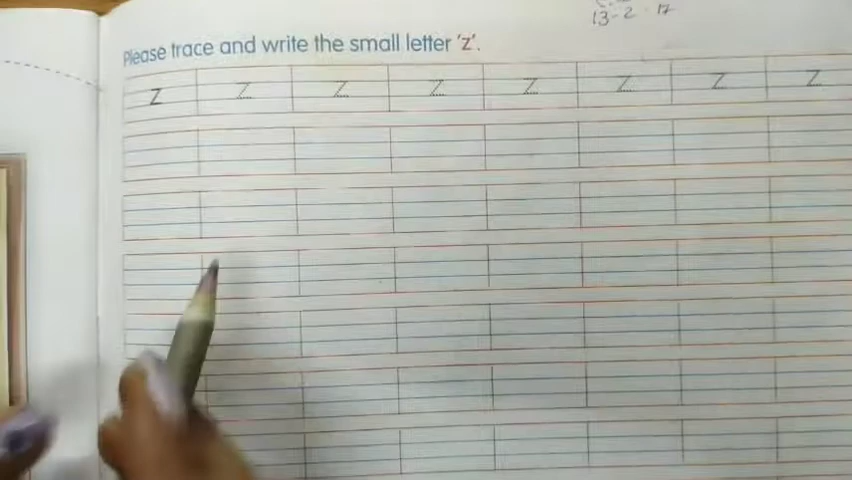 13-2-17
Please trace and write the small letter 'z'.
z z z z z z z z